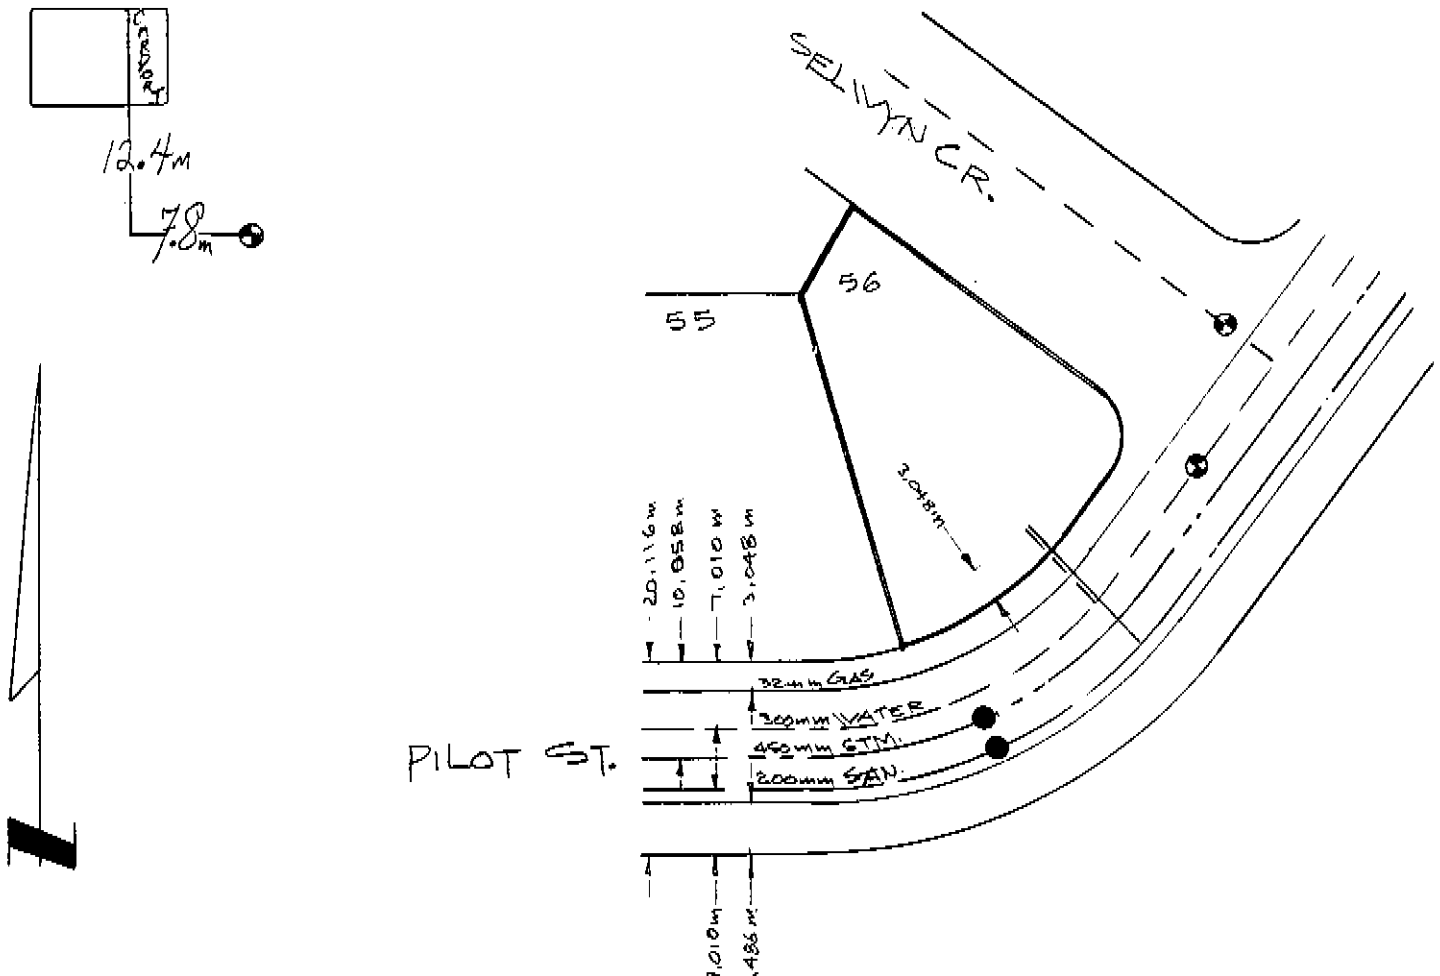 CARPORT
12.4m
7.8m
SELWYN CR.
56
55
3.048m
20.116m
10.058m
7.010m
3.048m
32mm GAS
300mm WATER
450mm STM.
200mm SAN.
PILOT ST.
7.010m
.486m